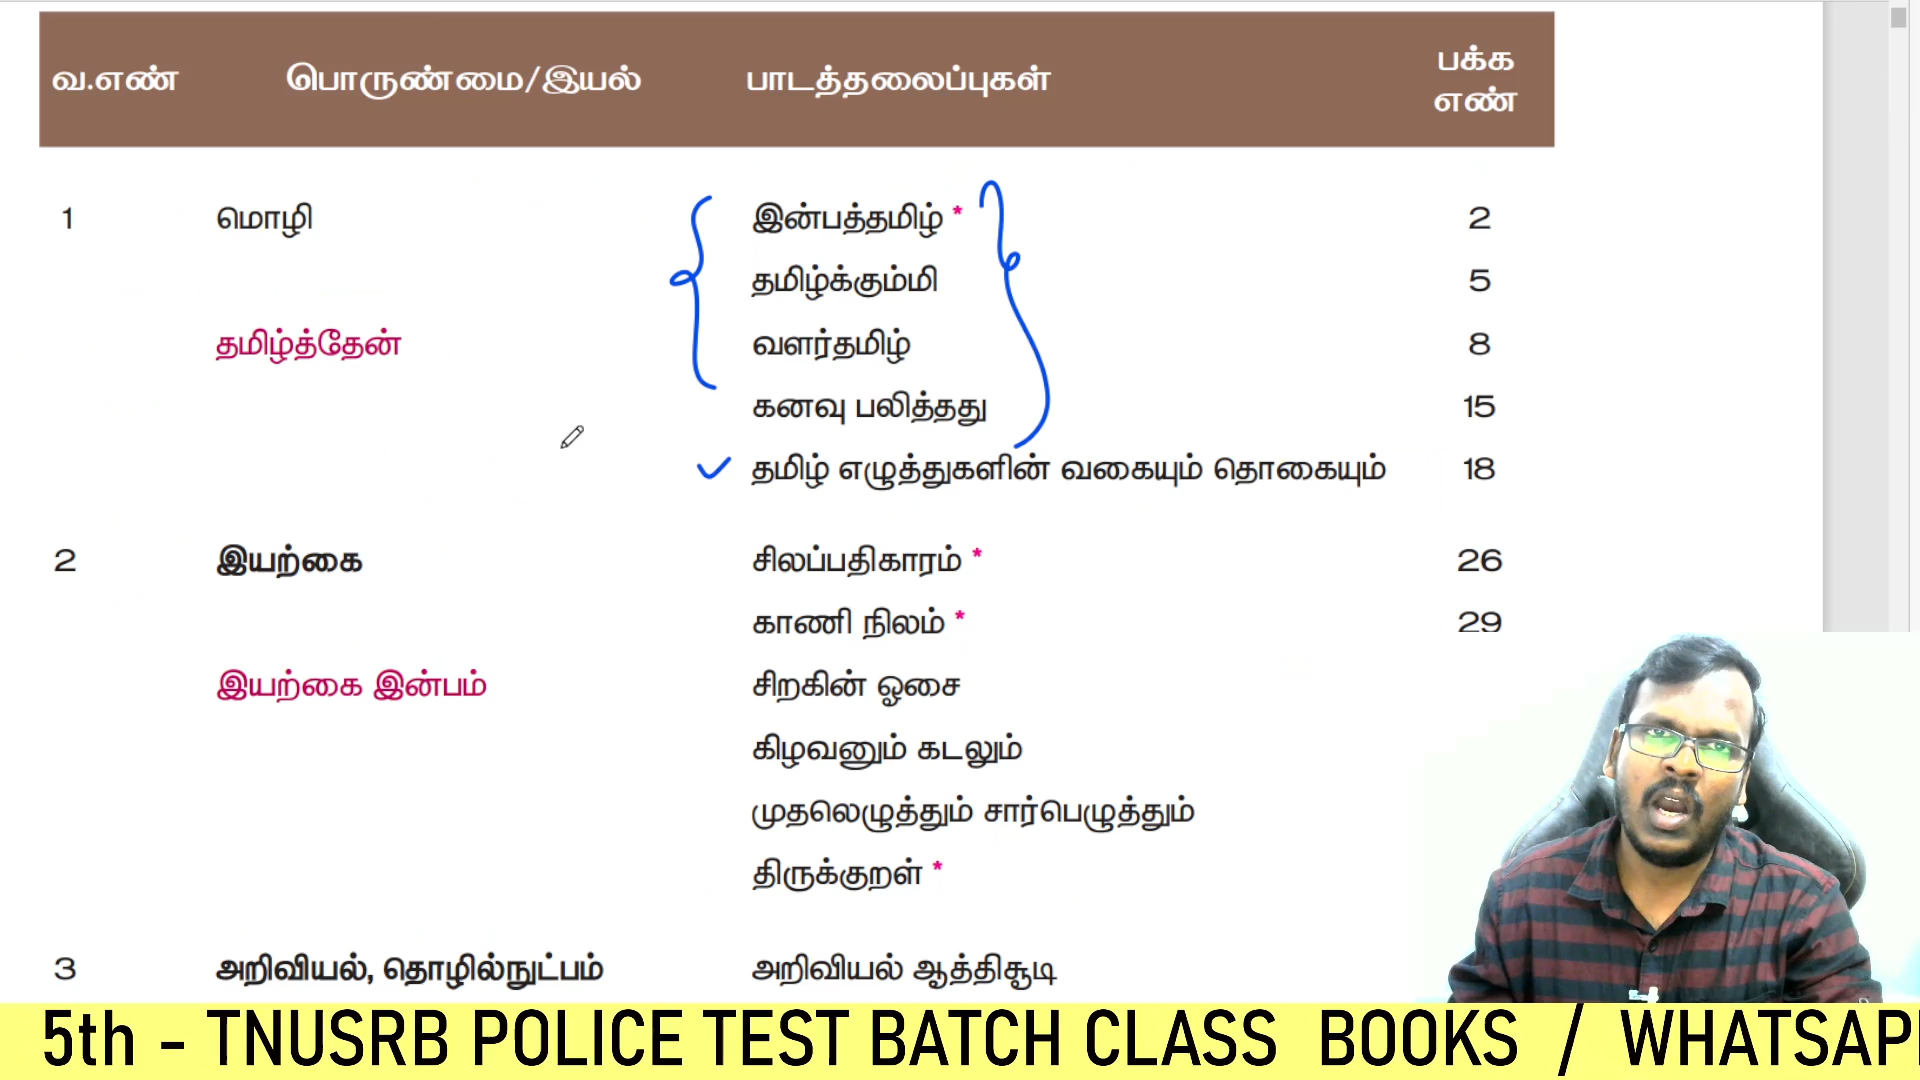 வ.எண் பொருண்மை/இயல் பாடத்தலைப்புகள் பக்க எண்
1 மொழி இன்பத்தமிழ் * 2
தமிழ்க்கும்மி 5
தமிழ்த்தேன் வளர்தமிழ் 8
கனவு பலித்தது 15
தமிழ் எழுத்துகளின் வகையும் தொகையும் 18
2 இயற்கை சிலப்பதிகாரம் * 26
காணி நிலம் * 29
இயற்கை இன்பம் சிறகின் ஓசை
கிழவனும் கடலும்
முதலெழுத்தும் சார்பெழுத்தும்
திருக்குறள் *
3 அறிவியல், தொழில்நுட்பம் அறிவியல் ஆத்திசூடி
5th - TNUSRB POLICE TEST BATCH CLASS BOOKS / WHATSAP